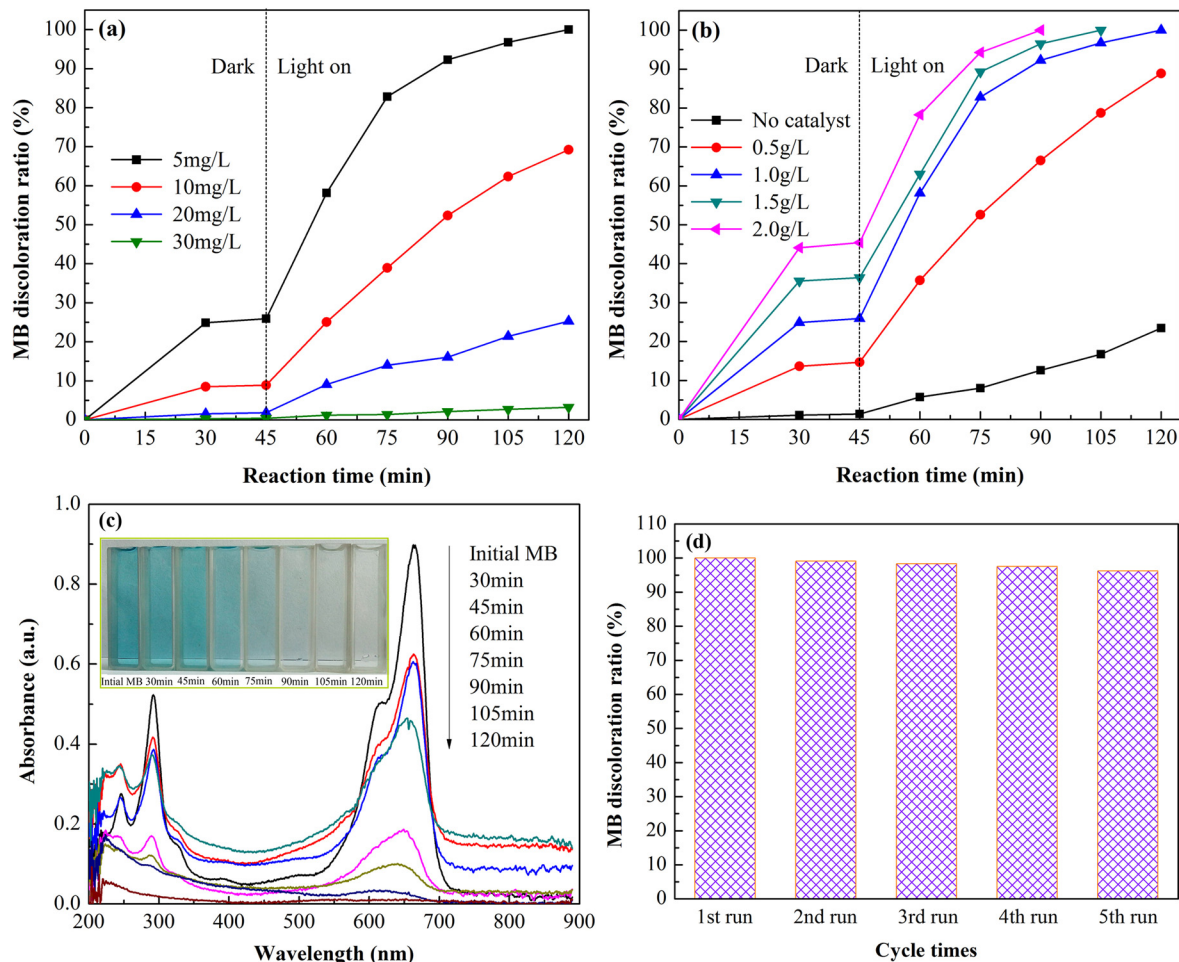 (a)
100
90
80
70
60
50
40
30
20
10
0
MB discoloration ratio (%)
Dark
Light on
5mg/L
10mg/L
20mg/L
30mg/L
0 15 30 45 60 75 90 105 120
Reaction time (min)
(b)
100
90
80
70
60
50
40
30
20
10
0
MB discoloration ratio (%)
Dark
Light on
No catalyst
0.5g/L
1.0g/L
1.5g/L
2.0g/L
0 15 30 45 60 75 90 105 120
Reaction time (min)
(c)
1.0
0.8
0.6
0.4
0.2
0.0
Absorbance (a.u.)
Intial MB 30min 45min 60min 75min 90min 105min 120min
Initial MB
30min
45min
60min
75min
90min
105min
120min
200 300 400 500 600 700 800 900
Wavelength (nm)
(d)
110
100
90
80
70
60
50
40
30
20
10
0
MB discoloration ratio (%)
1st run 2nd run 3rd run 4th run 5th run
Cycle times